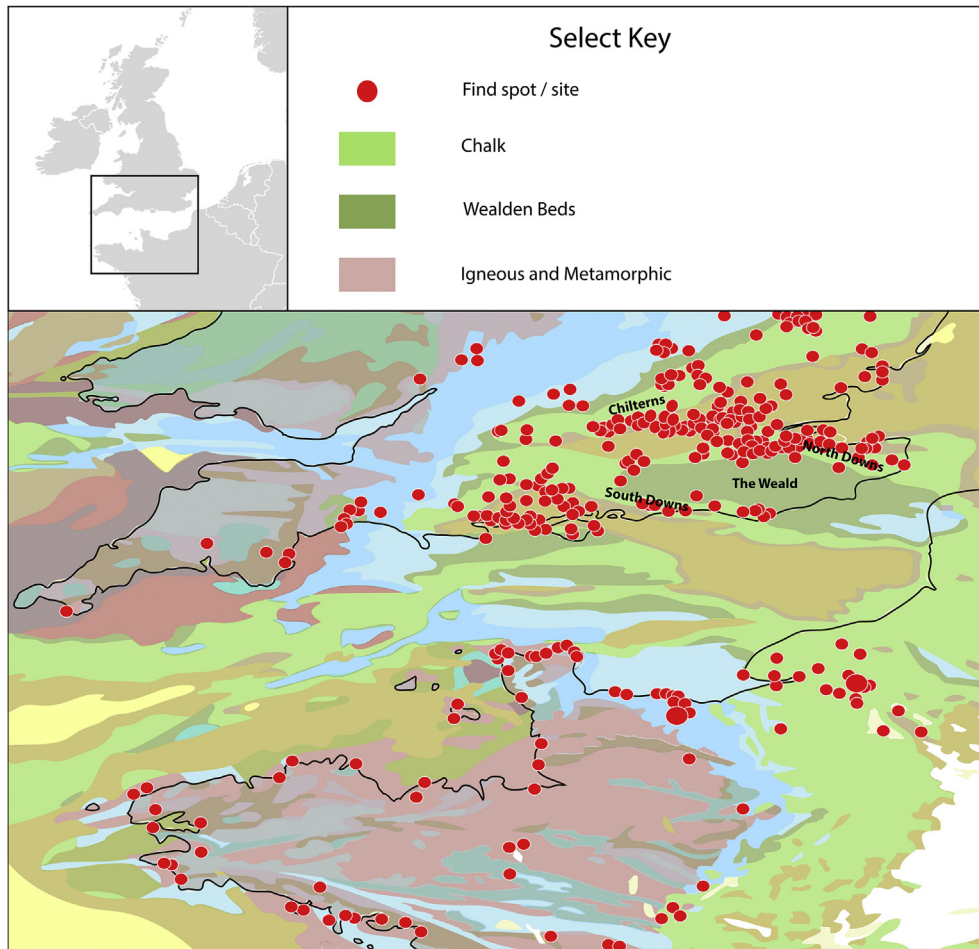 Select Key
Find spot / site
Chalk
Wealden Beds
Igneous and Metamorphic
Chilterns
North Downs
The Weald
South Downs